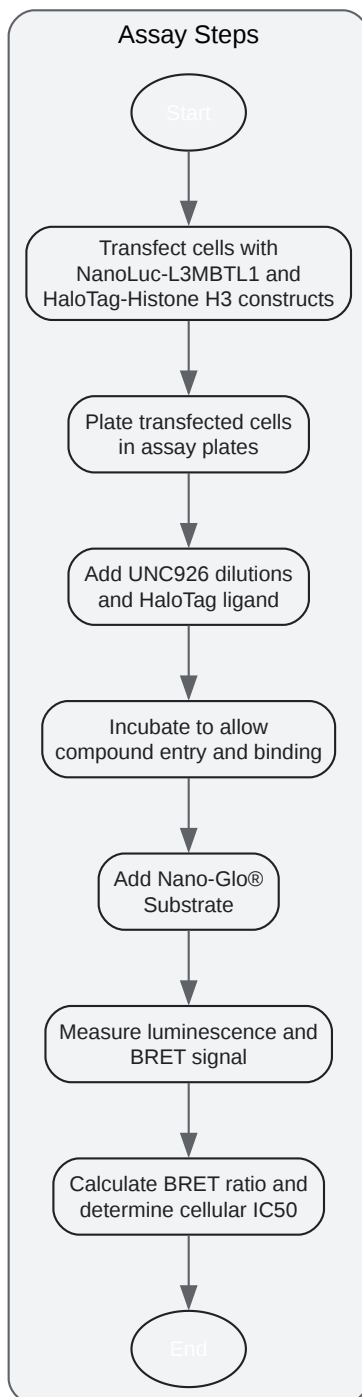 Assay Steps
Start
Transfect cells with
NanoLuc-L3MBTL1 and
HaloTag-Histone H3 constructs
Plate transfected cells
in assay plates
Add UNC926 dilutions
and HaloTag ligand
Incubate to allow
compound entry and binding
Add Nano-Glo®
Substrate
Measure luminescence and
BRET signal
Calculate BRET ratio and
determine cellular IC50
End